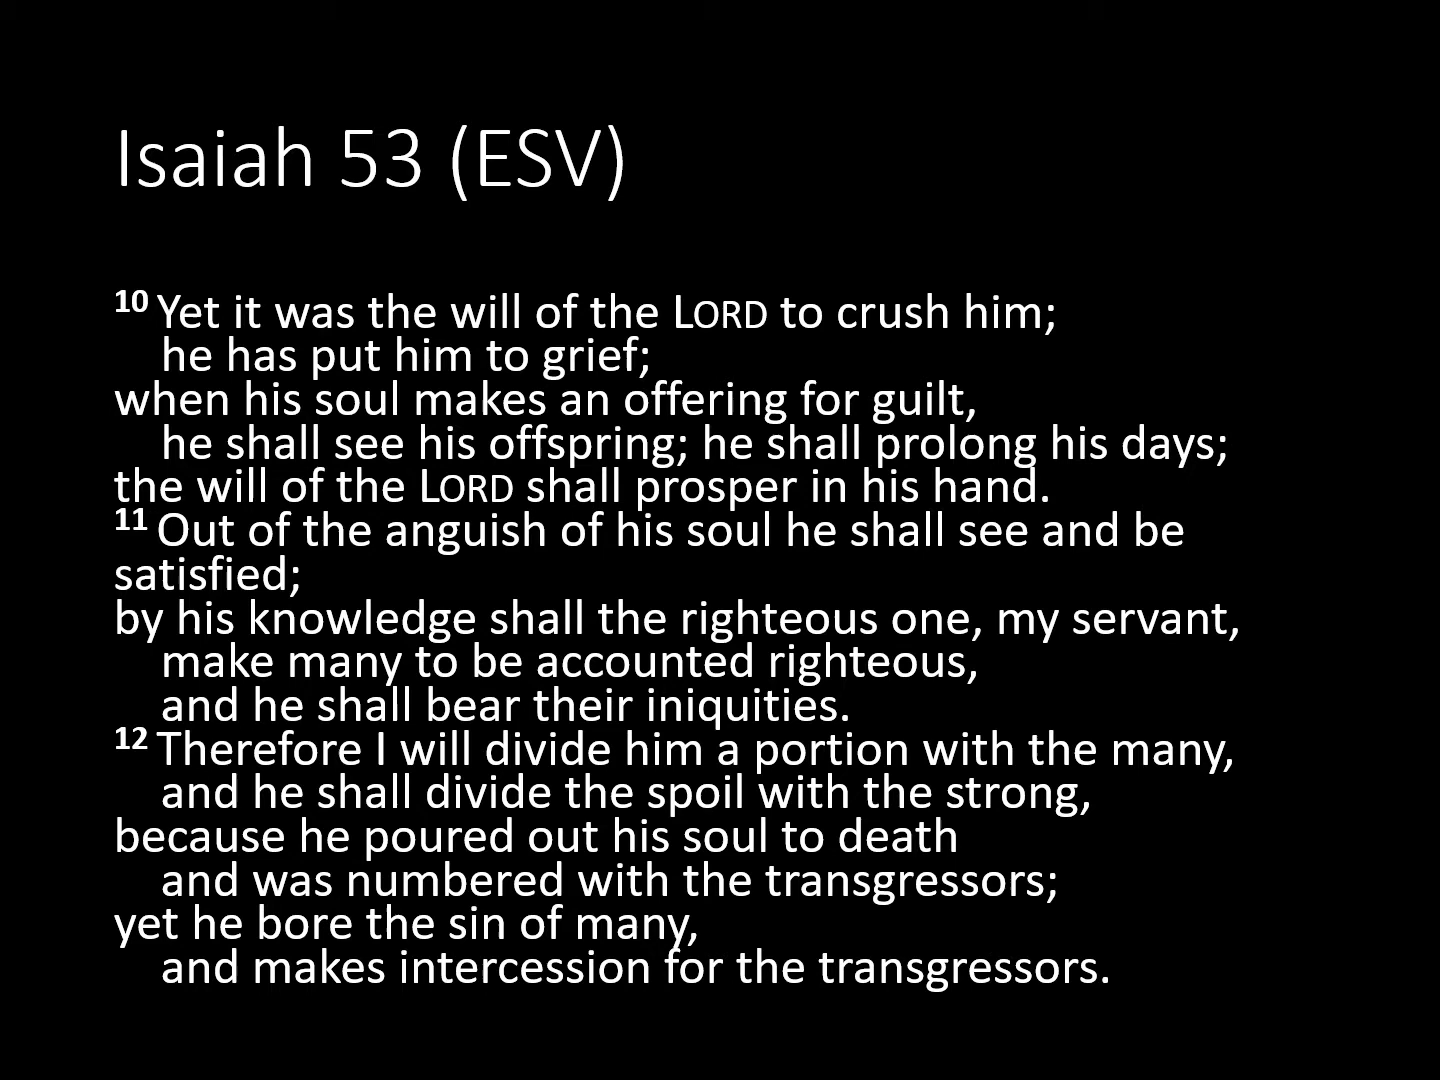 Isaiah 53 (ESV)
10 Yet it was the will of the LORD to crush him;
he has put him to grief;
when his soul makes an offering for guilt,
he shall see his offspring; he shall prolong his days;
the will of the LORD shall prosper in his hand.
11 Out of the anguish of his soul he shall see and be
satisfied;
by his knowledge shall the righteous one, my servant,
make many to be accounted righteous,
and he shall bear their iniquities.
12 Therefore I will divide him a portion with the many,
and he shall divide the spoil with the strong,
because he poured out his soul to death
and was numbered with the transgressors;
yet he bore the sin of many,
and makes intercession for the transgressors.